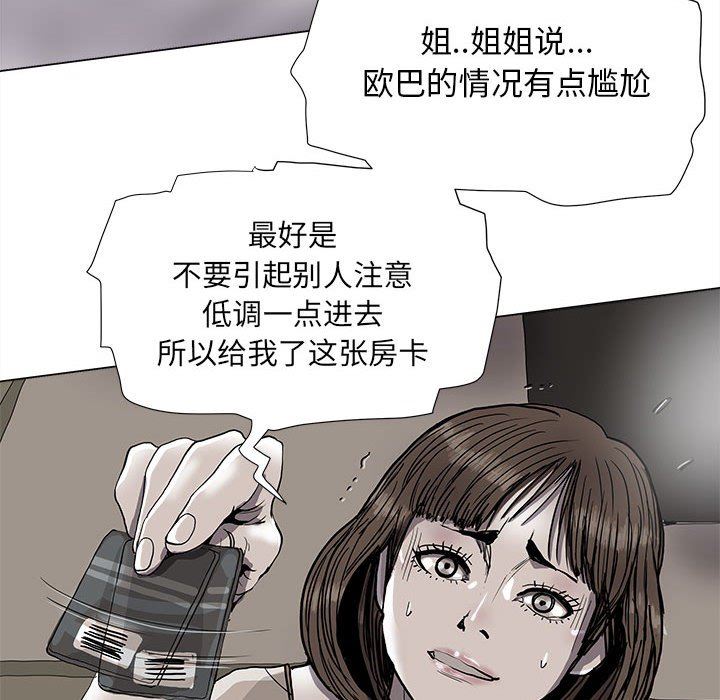 姐..姐姐说...
欧巴的情况有点尴尬
最好是
不要引起别人注意
低调一点进去
所以给我了这张房卡